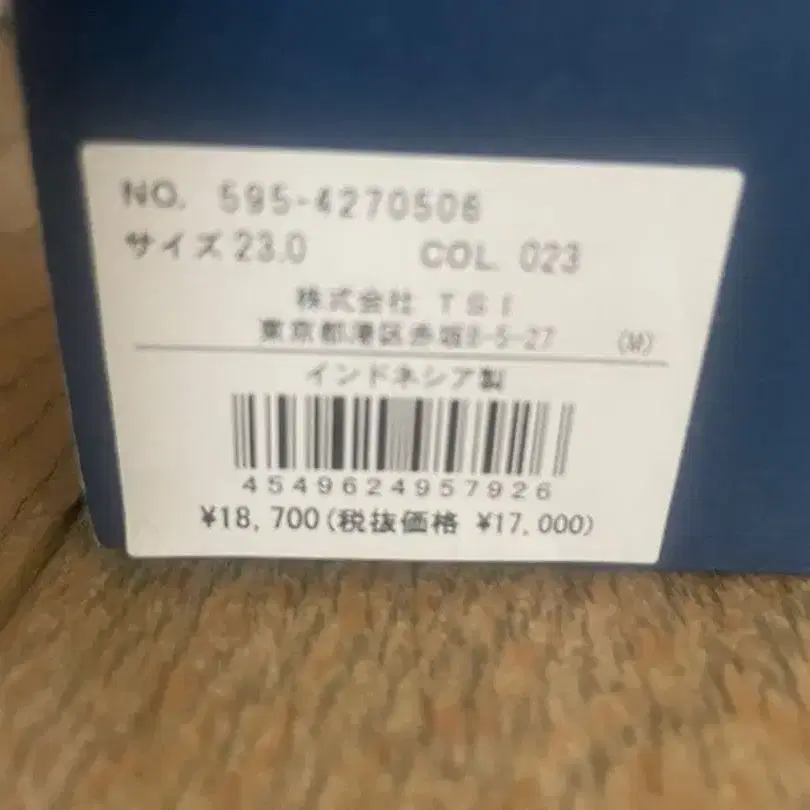 NO. 595-4270506
サイズ 23.0 COL 023
株式会社 TSI
東京都港区赤坂8-5-27 (M)
インドネシア製
4549624957926
¥18,700(税抜価格 ¥17,000)